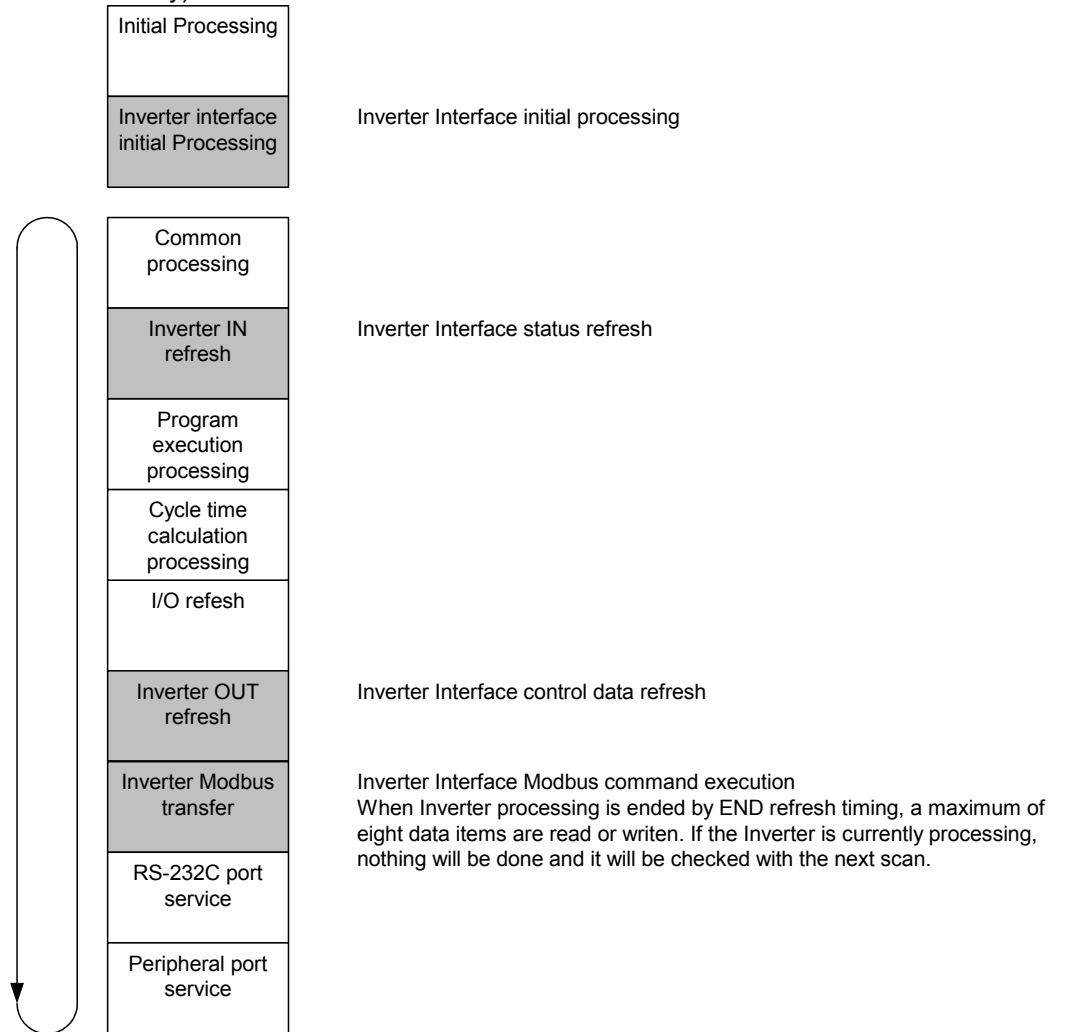 Initial Processing
Inverter interface
initial Processing
Inverter Interface initial processing
Common
processing
Inverter IN
refresh
Inverter Interface status refresh
Program
execution
processing
Cycle time
calculation
processing
I/O refesh
Inverter OUT
refresh
Inverter Interface control data refresh
Inverter Modbus
transfer
Inverter Interface Modbus command execution
When Inverter processing is ended by END refresh timing, a maximum of
eight data items are read or writen. If the Inverter is currently processing,
nothing will be done and it will be checked with the next scan.
RS-232C port
service
Peripheral port
service